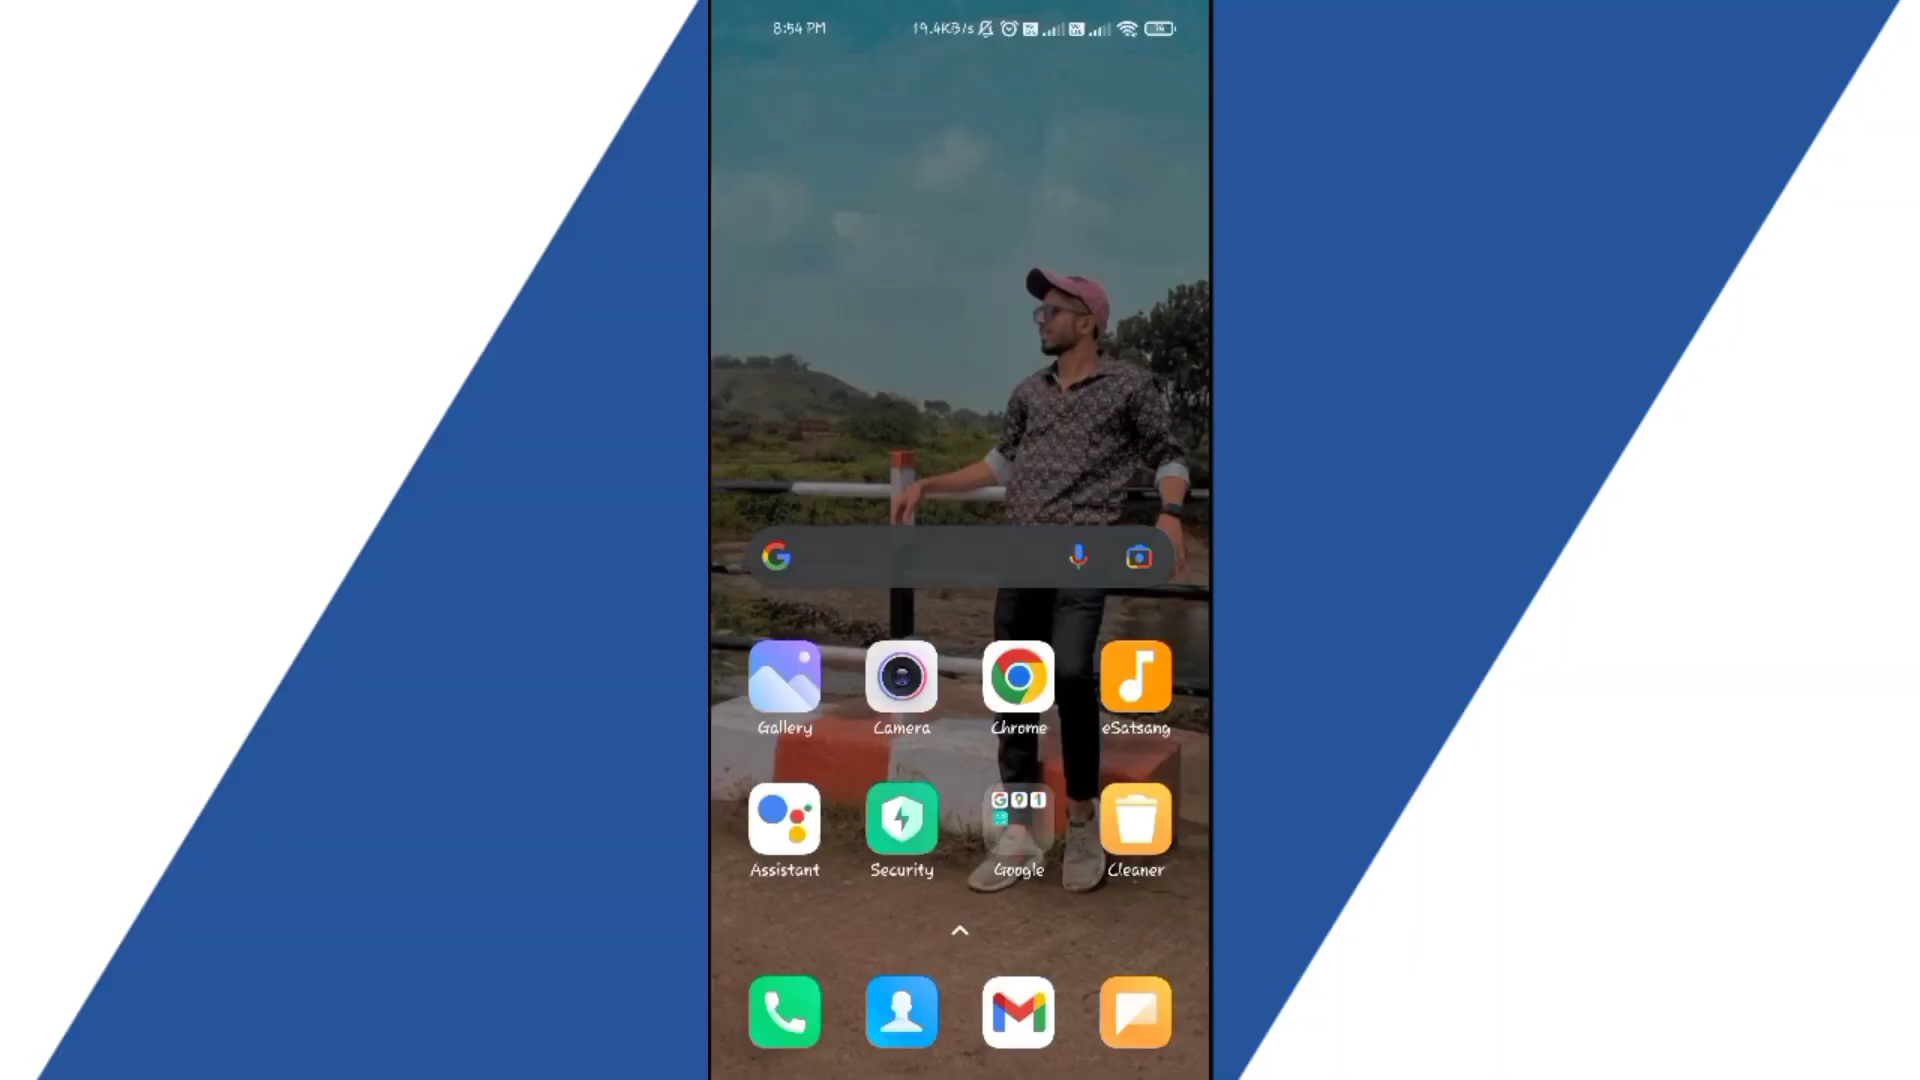 8:54 PM 19.4KB/s
Gallery Camera Chrome eSatsang
Assistant Security Google Cleaner